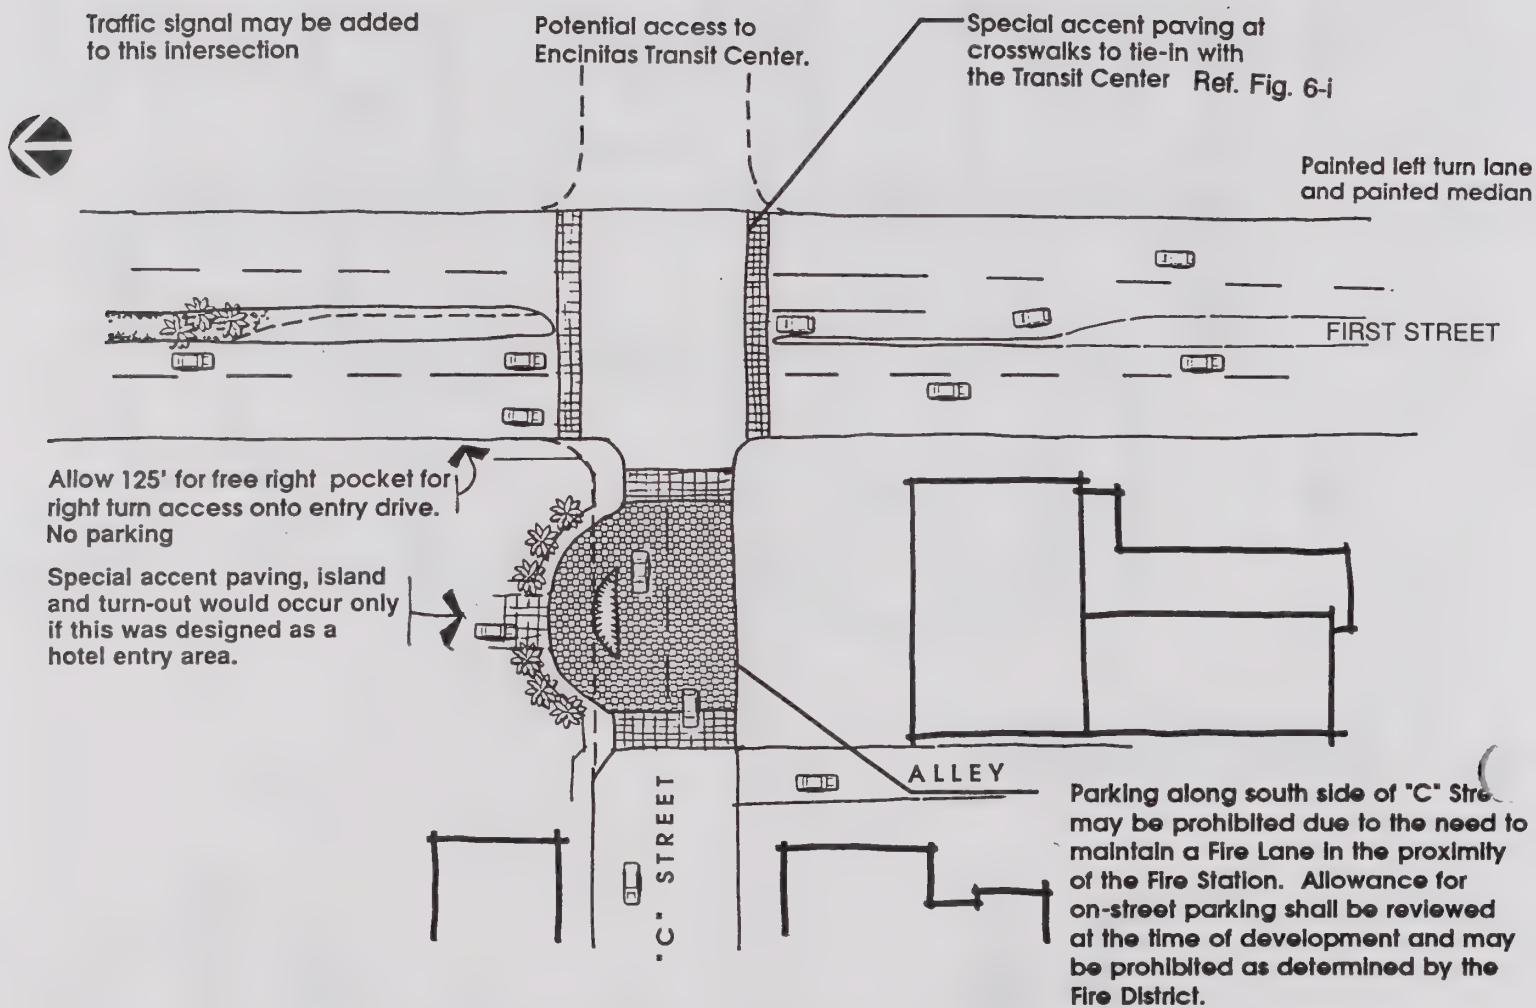 Traffic signal may be added
to this intersection
Potential access to
Encinitas Transit Center.
Special accent paving at
crosswalks to tie-in with
the Transit Center Ref. Fig. 6-i
Painted left turn lane
and painted median
FIRST STREET
Allow 125' for free right pocket for
right turn access onto entry drive.
No parking
Special accent paving, island
and turn-out would occur only
if this was designed as a
hotel entry area.
ALLEY
"C" STREET
Parking along south side of "C" Stre
may be prohibited due to the need to
maintain a Fire Lane in the proximity
of the Fire Station. Allowance for
on-street parking shall be reviewed
at the time of development and may
be prohibited as determined by the
Fire District.